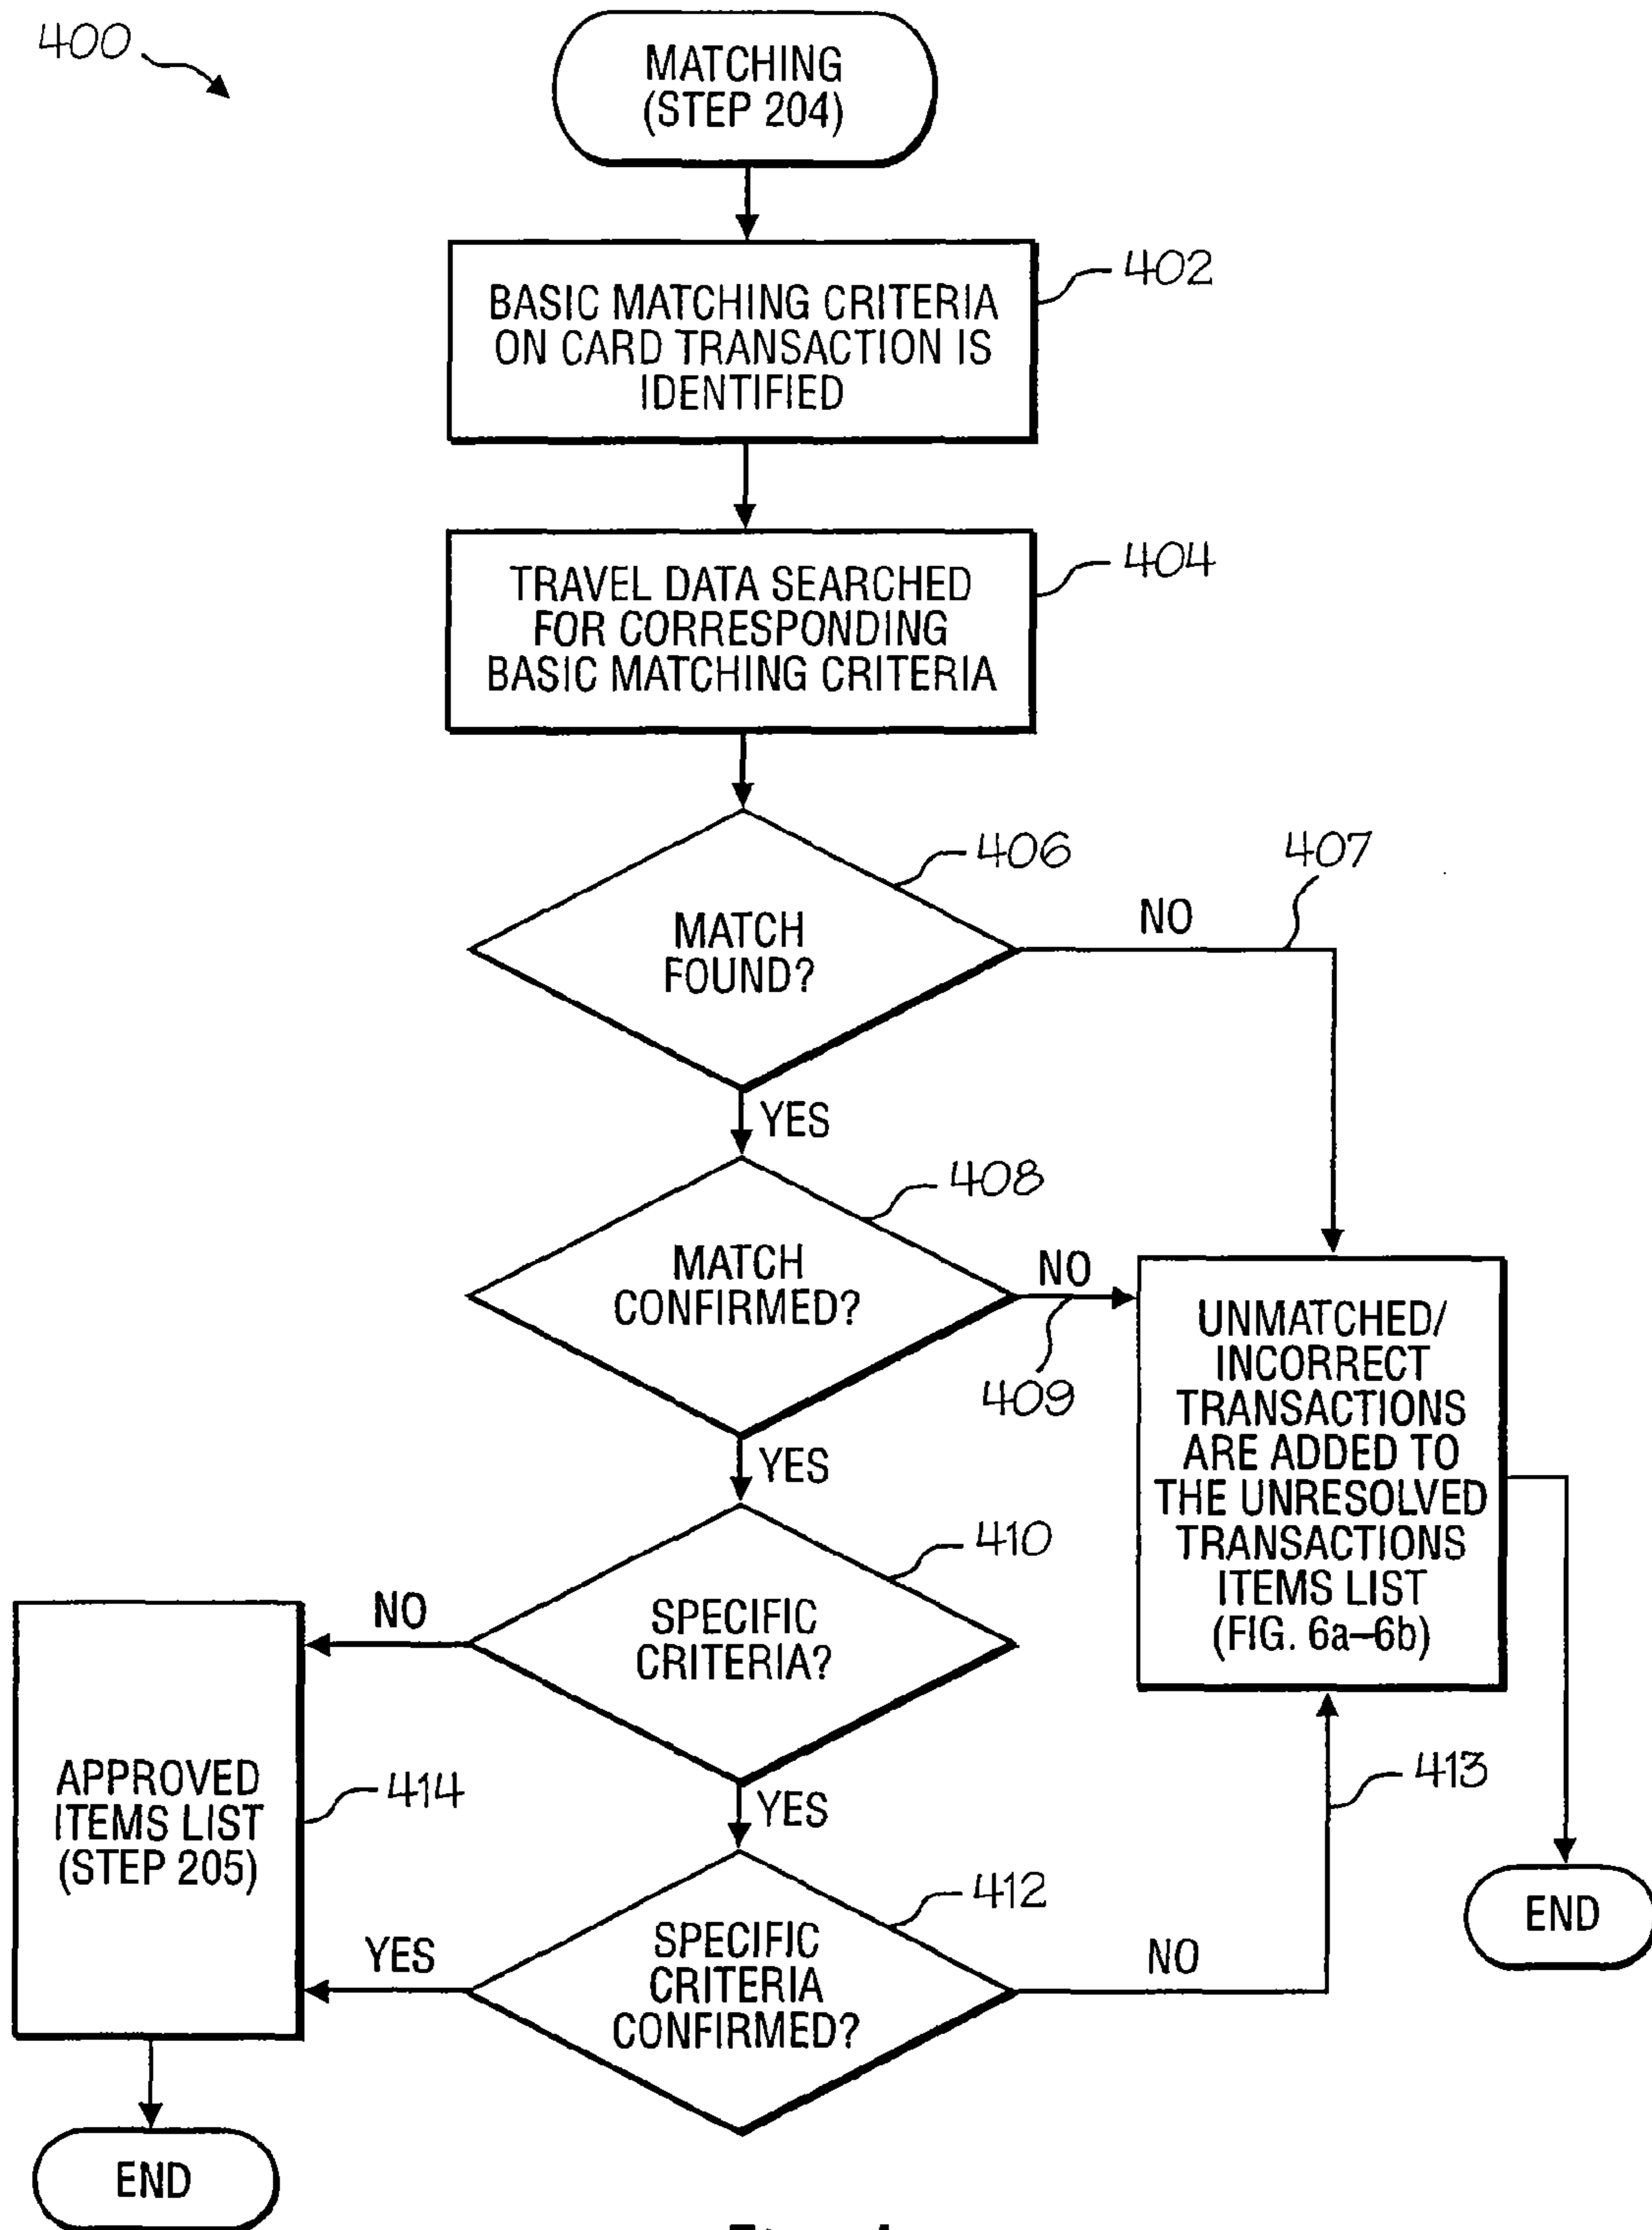 400
MATCHING
(STEP 204)
402
BASIC MATCHING CRITERIA
ON CARD TRANSACTION IS
IDENTIFIED
404
TRAVEL DATA SEARCHED
FOR CORRESPONDING
BASIC MATCHING CRITERIA
406
407
NO
MATCH
FOUND?
YES
408
MATCH
CONFIRMED?
NO
409
UNMATCHED/
INCORRECT
TRANSACTIONS
ARE ADDED TO
THE UNRESOLVED
TRANSACTIONS
ITEMS LIST
(FIG. 6a–6b)
YES
410
NO
SPECIFIC
CRITERIA?
APPROVED
ITEMS LIST
(STEP 205)
414
YES
413
412
YES
SPECIFIC
CRITERIA
CONFIRMED?
NO
END
END